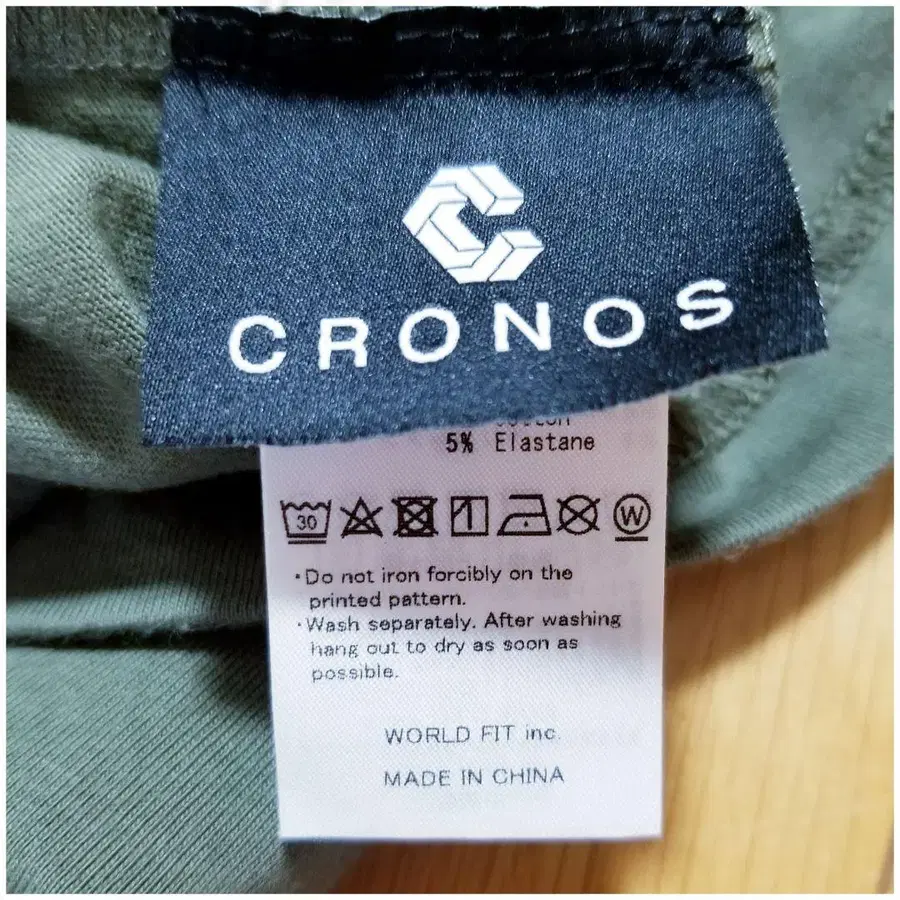 CRONOS
5% Elastane
30
W
·Do not iron forcibly on the
printed pattern.
·Wash separately. After washing
hang out to dry as soon as
possible.
WORLD FIT inc.
MADE IN CHINA